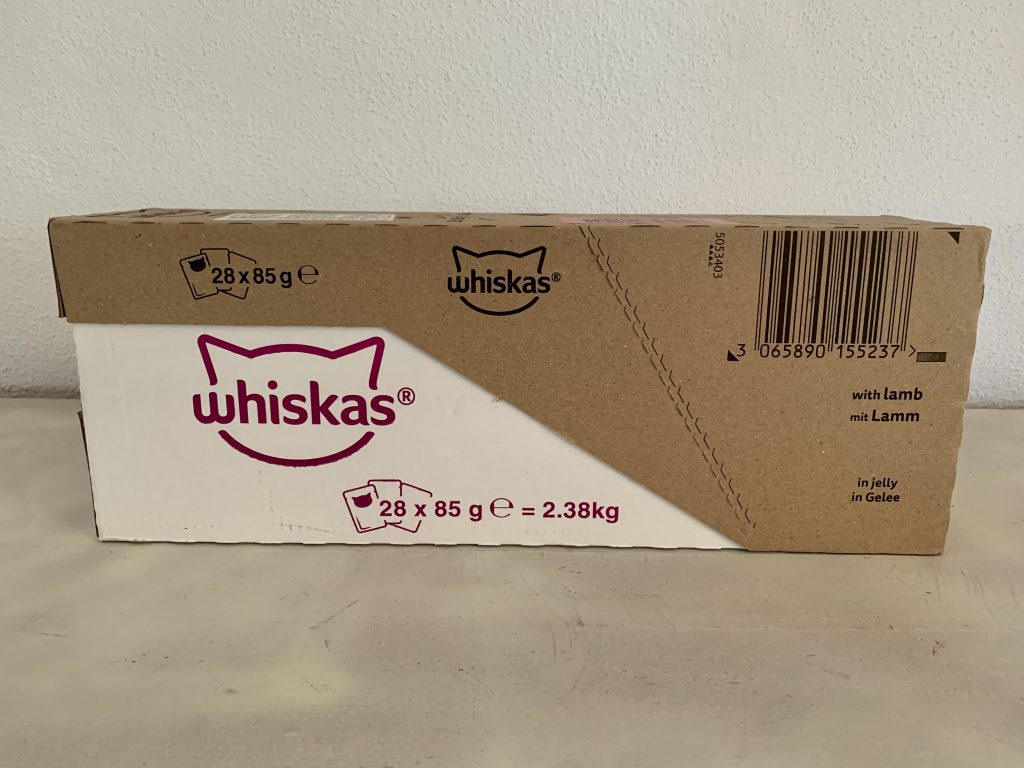 28 x 85 g ℮
whiskas®
5053403
3 065890 155237 >
with lamb
mit Lamm
whiskas®
in jelly
in Gelee
28 x 85 g ℮ = 2.38kg